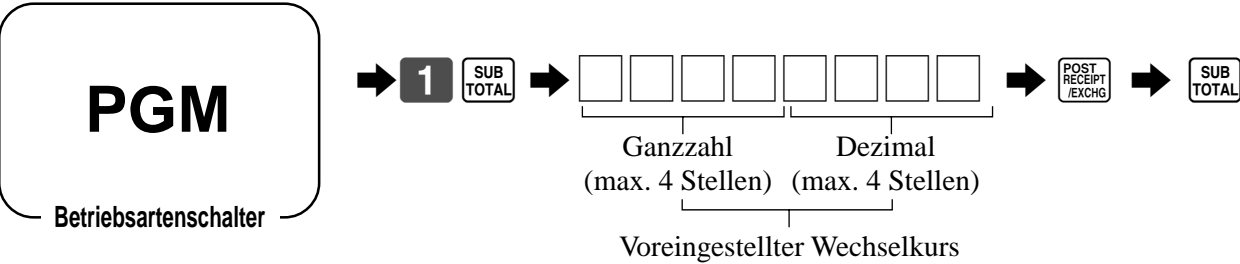 PGM
Betriebsartenschalter
1
SUB
TOTAL
POST
RECEIPT
/EXCHG
SUB
TOTAL
Ganzzahl
(max. 4 Stellen)
Dezimal
(max. 4 Stellen)
Voreingestellter Wechselkurs